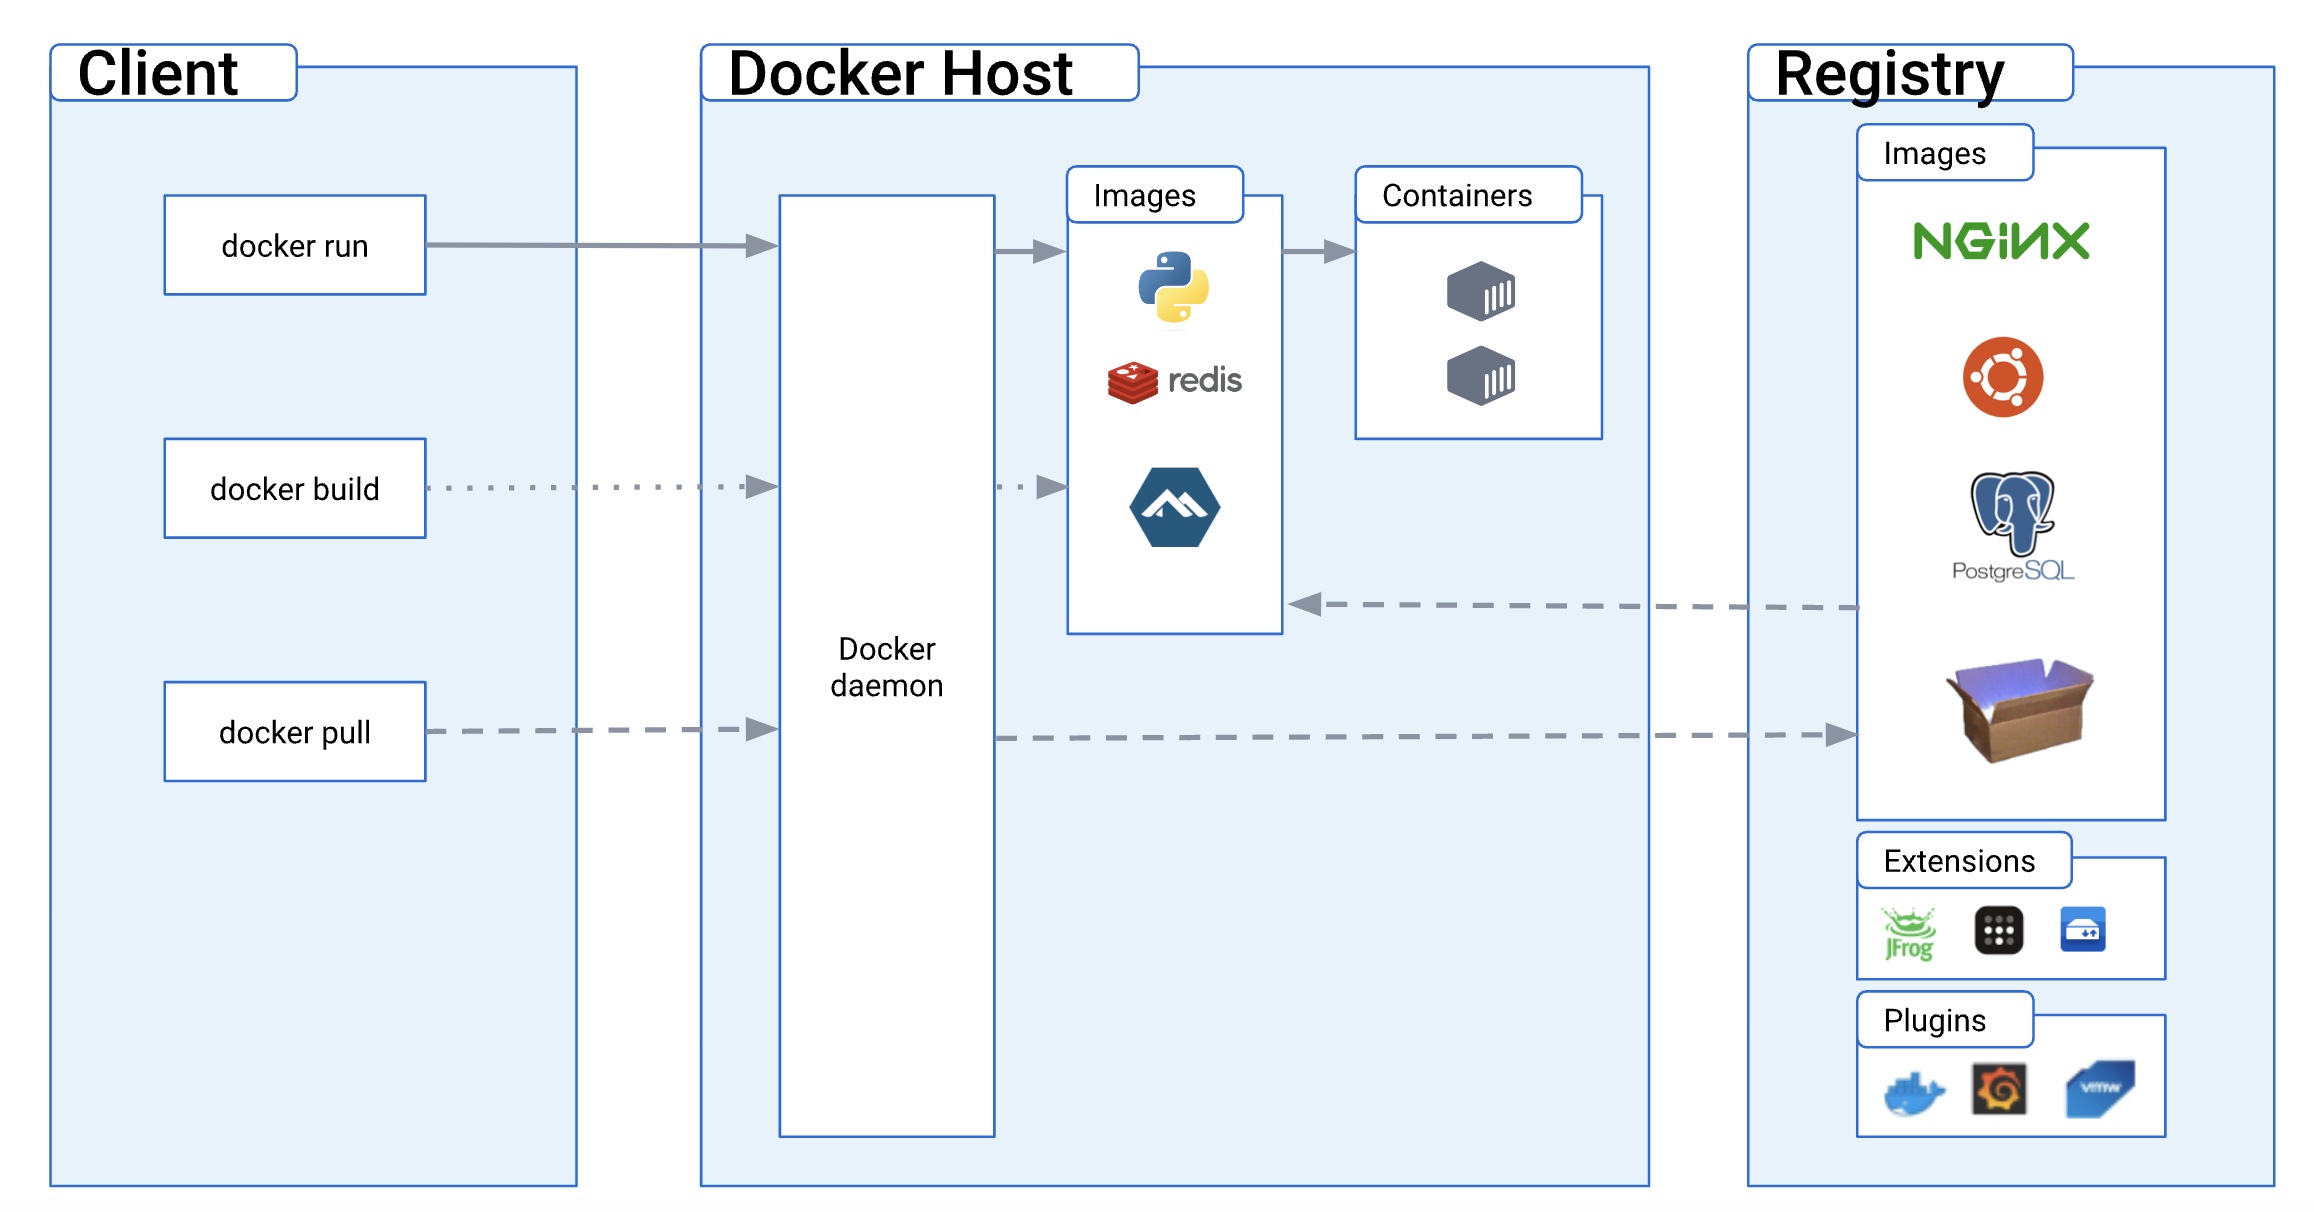 Client
docker run
docker build
docker pull
Docker Host
Docker
daemon
Images
redis
Containers
Registry
Images
NGiNX
PostgreSQL
Extensions
JFrog
Plugins
vmw